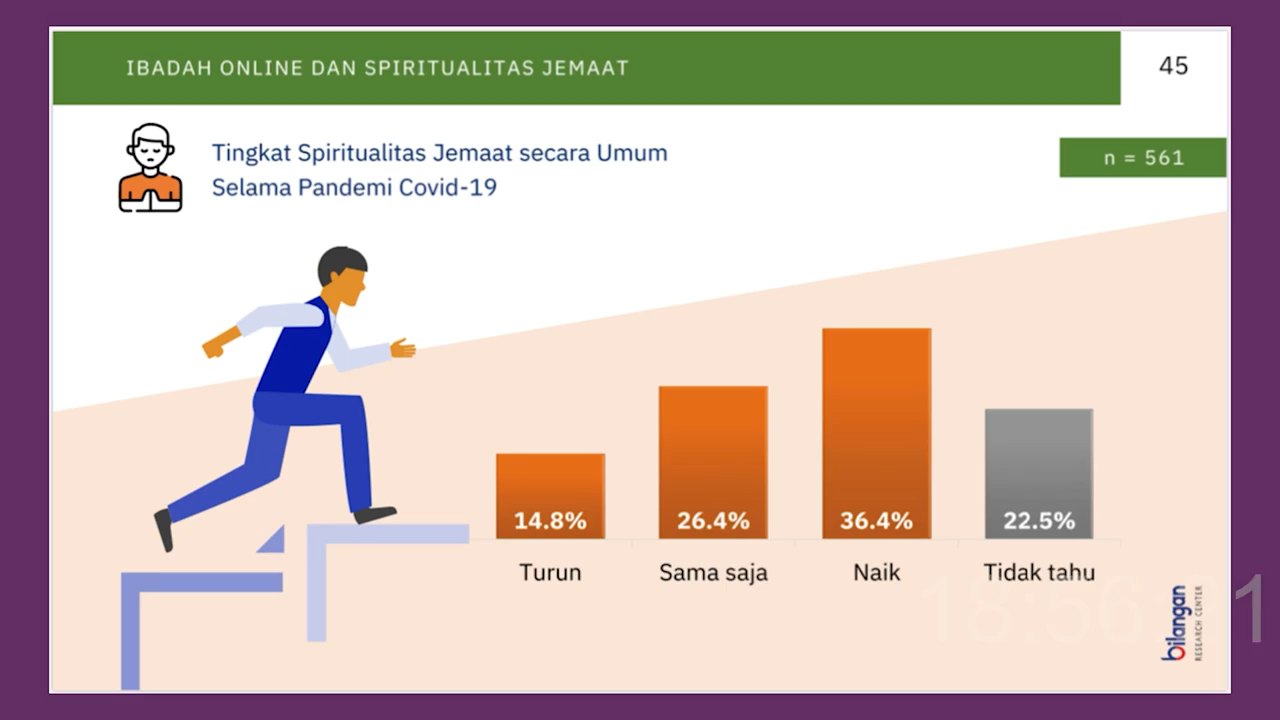 IBADAH ONLINE DAN SPIRITUALITAS JEMAAT
45
Tingkat Spiritualitas Jemaat secara Umum
Selama Pandemi Covid-19
n = 561
14.8%
26.4%
36.4%
22.5%
Turun
Sama saja
Naik
Tidak tahu
bilangan
RESEARCH CENTER